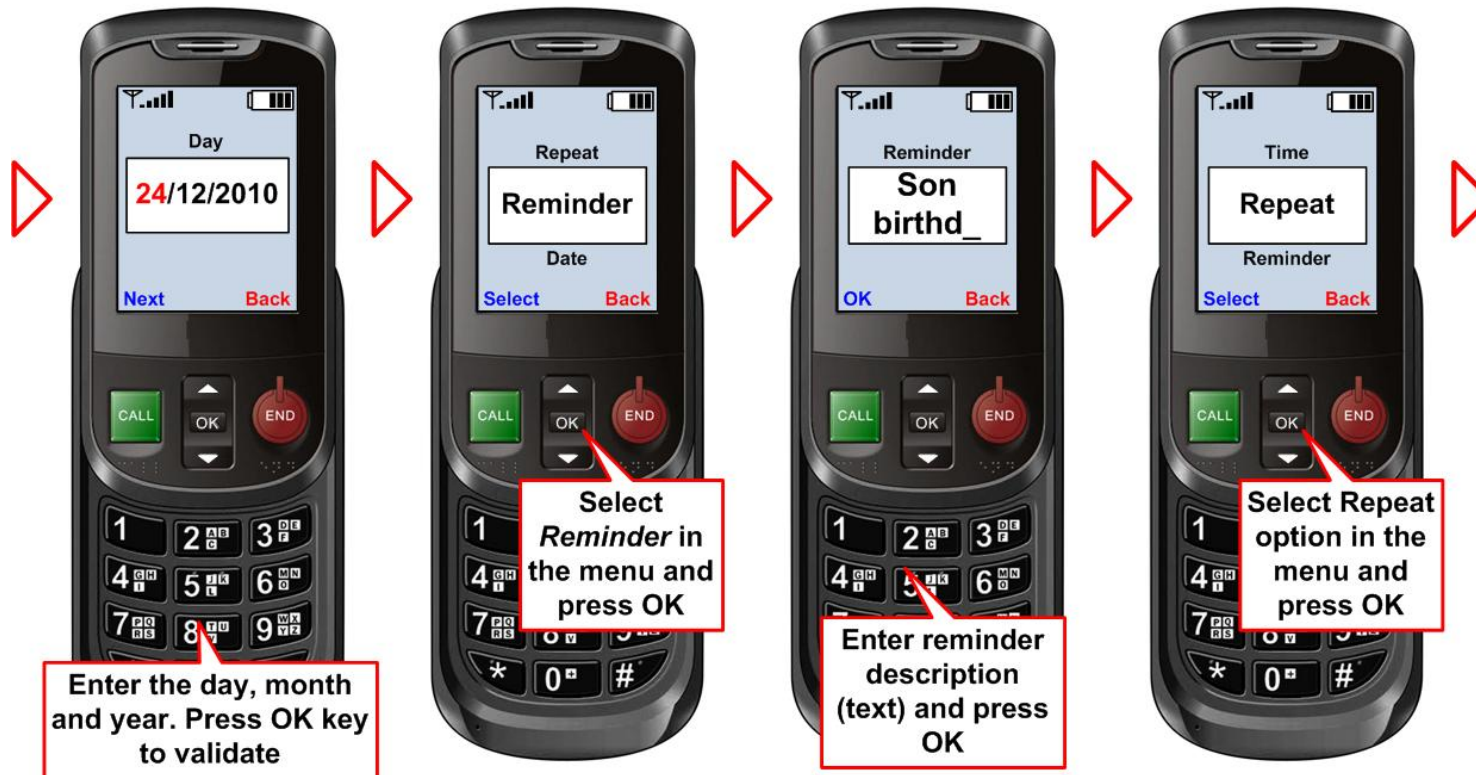 Day
24/12/2010
Next Back
CALL
OK
END
1
2 A B C
3 D E F
4 G H I
5 J K L
6 M N O
7 P Q R S
8 T U
9 W X Y Z
Enter the day, month
and year. Press OK key
to validate
Repeat
Reminder
Date
Select Back
CALL
OK
END
Select
Reminder in
the menu and
press OK
1
4 G H I
7 P Q R S
*
0 +
#
Reminder
Son
birthd_
OK Back
CALL
OK
END
1
2 A B C
3 D E F
4 G H I
5 J K L
6 M N O
Enter reminder
description
(text) and press
OK
Time
Repeat
Reminder
Select Back
CALL
OK
END
Select Repeat
option in the
menu and
press OK
1
4 G H I
7 P Q R S
*
0 +
#